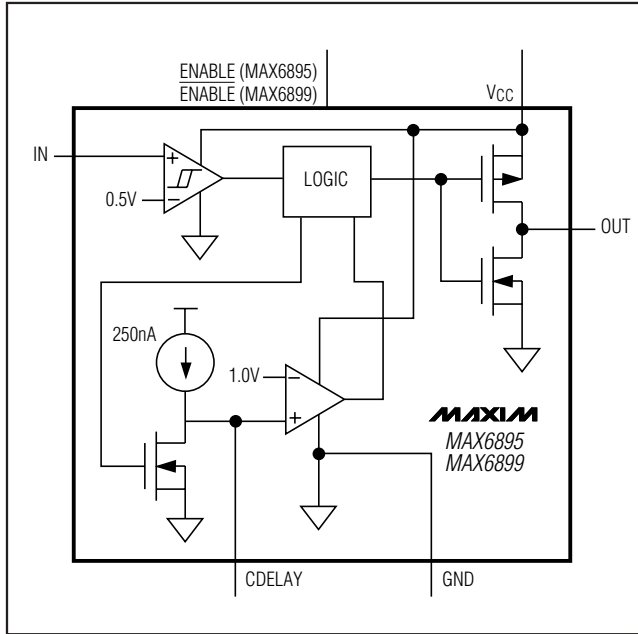 ENABLE (MAX6895)
ENABLE (MAX6899)
VCC
IN
+
−
0.5V
LOGIC
OUT
250nA
1.0V
−
+
MAXIM
MAX6895
MAX6899
CDELAY
GND